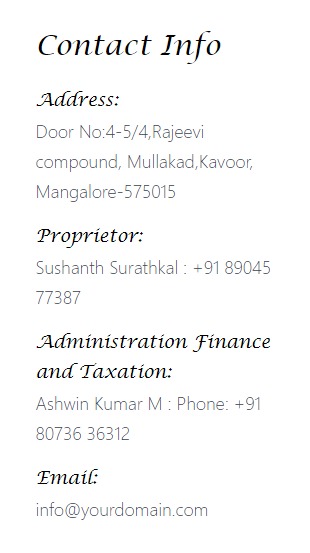 Contact Info
Address:
Door No:4-5/4,Rajeevi
compound, Mullakad,Kavoor,
Mangalore-575015
Proprietor:
Sushanth Surathkal : +91 89045
77387
Administration Finance
and Taxation:
Ashwin Kumar M : Phone: +91
80736 36312
Email:
info@yourdomain.com